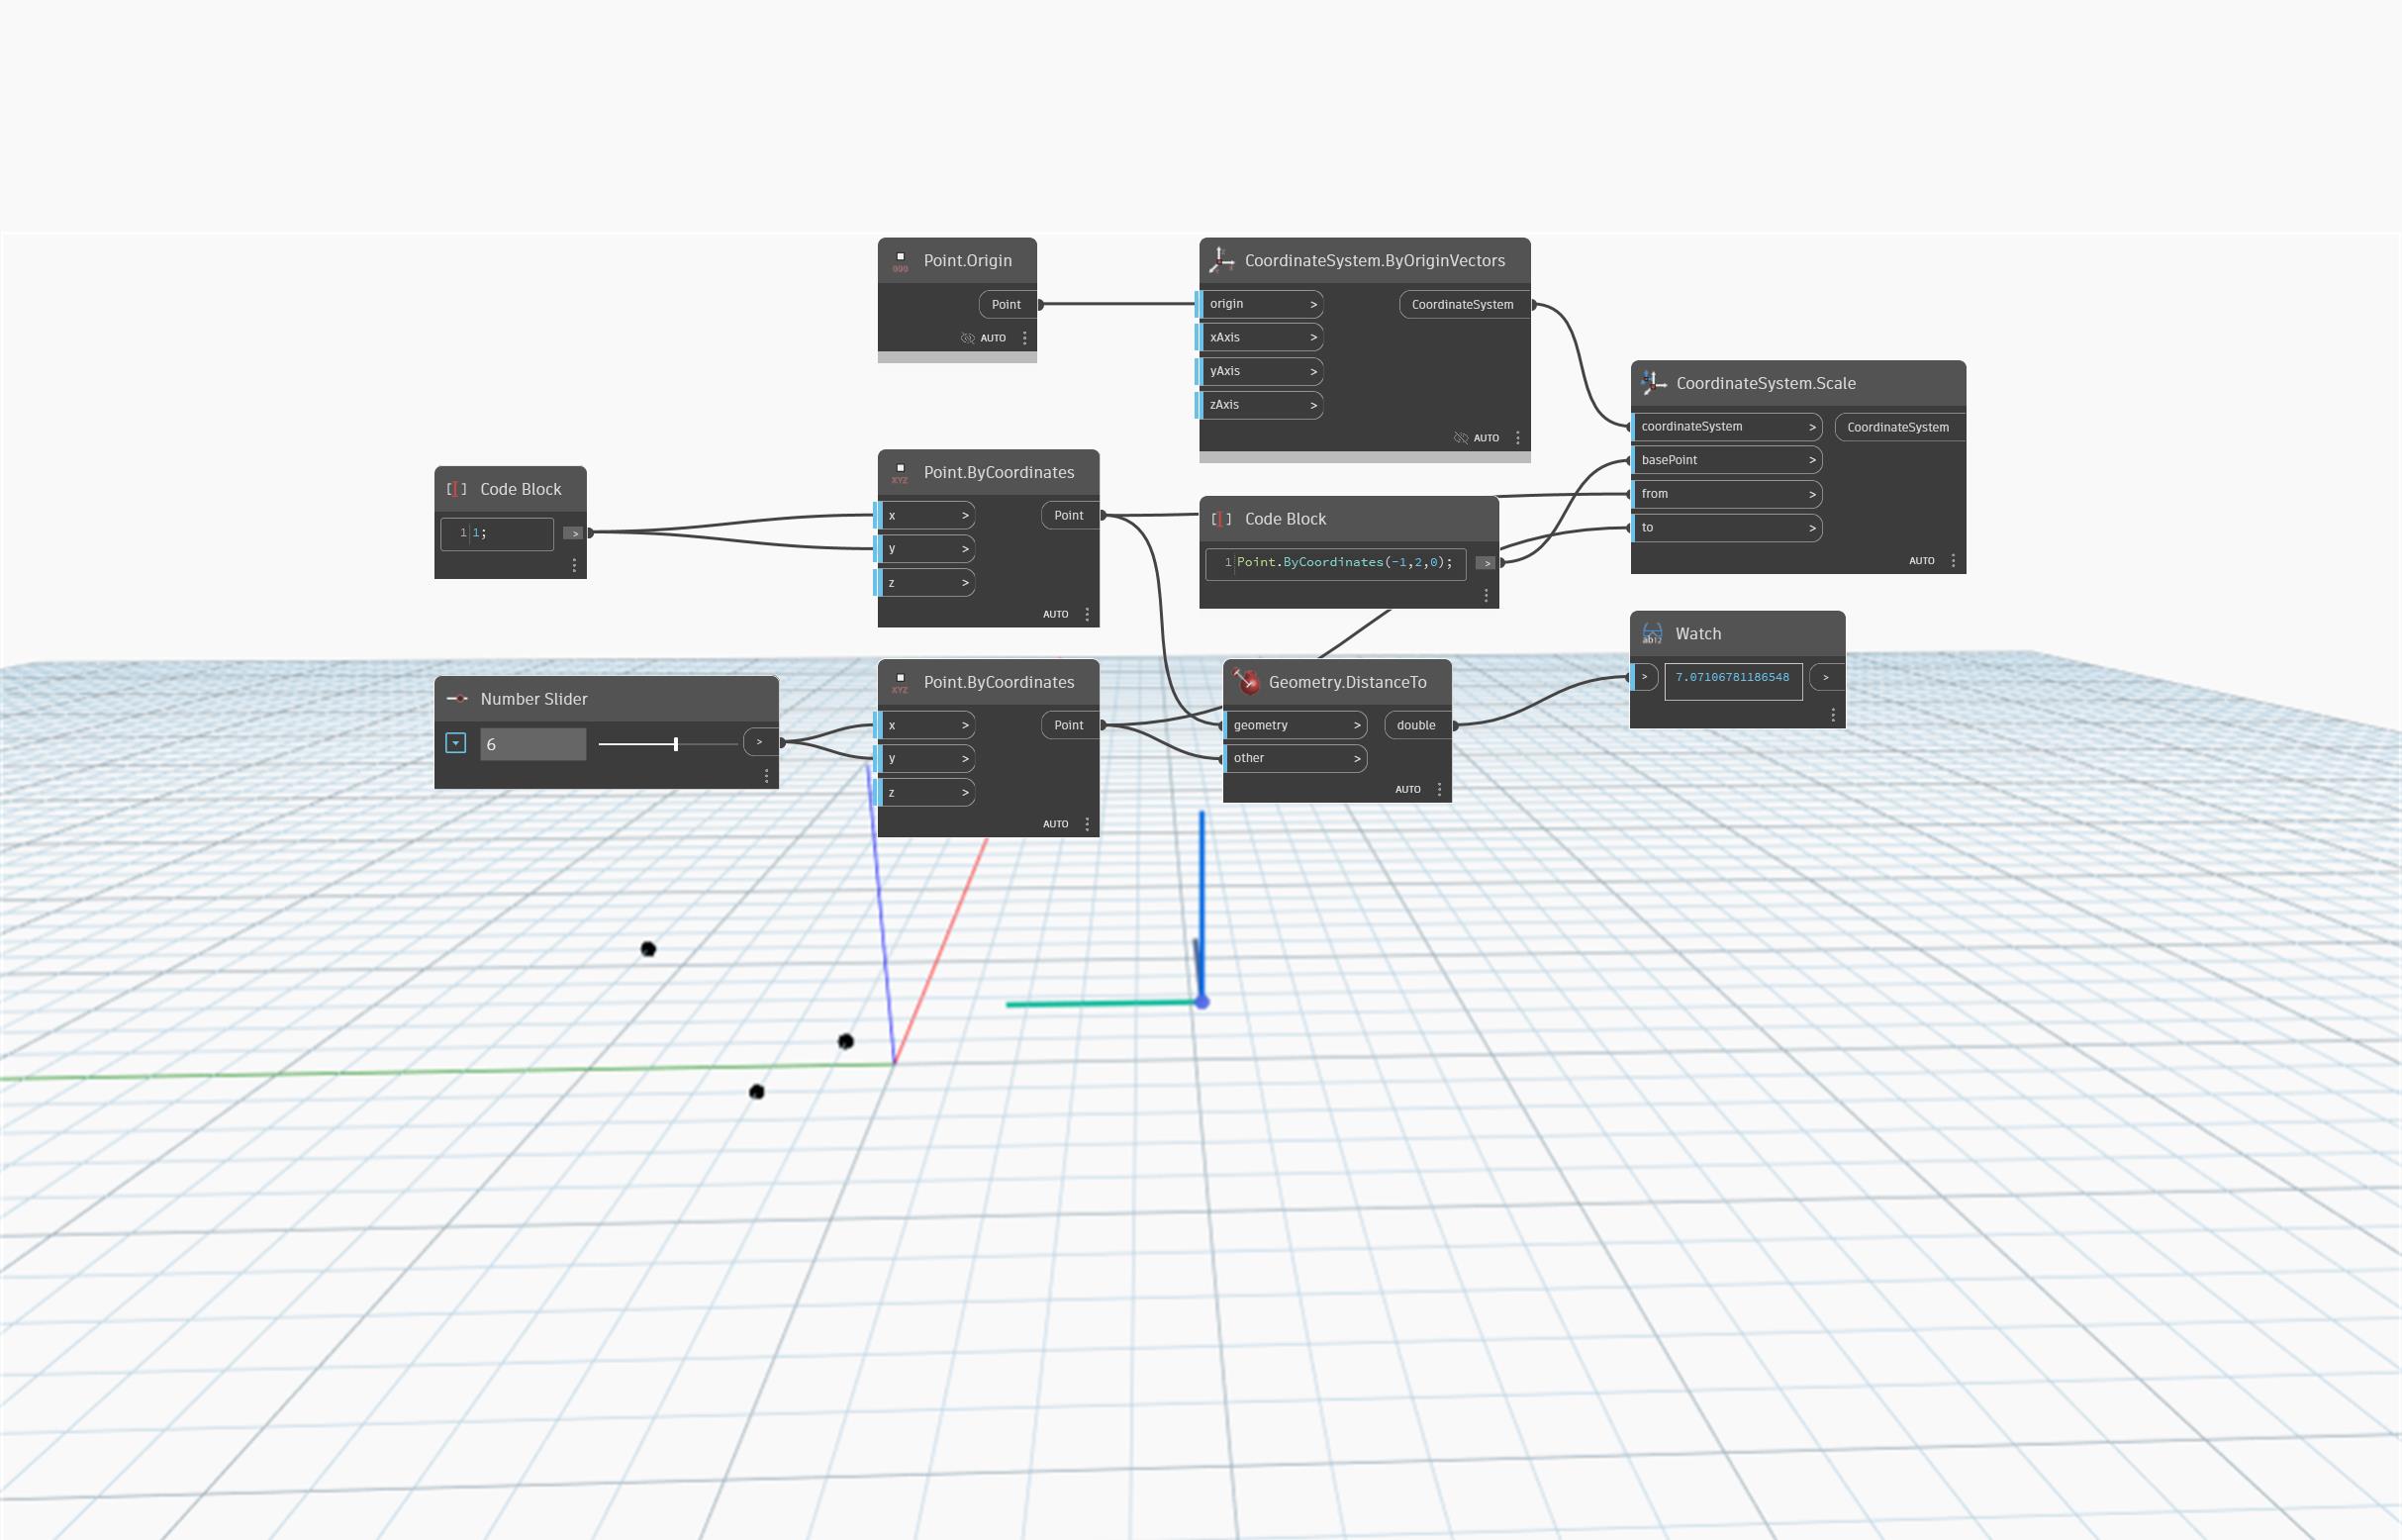 Point.Origin
Point
AUTO
CoordinateSystem.ByOriginVectors
origin >
CoordinateSystem
xAxis >
yAxis >
zAxis >
AUTO
CoordinateSystem.Scale
coordinateSystem >
CoordinateSystem
basePoint >
from >
to >
AUTO
Code Block
1 1;
>
Point.ByCoordinates
XYZ
x >
Point
y >
z >
AUTO
Code Block
1 Point.ByCoordinates(-1,2,0);
>
Number Slider
6
>
Point.ByCoordinates
XYZ
x >
Point
y >
z >
AUTO
Geometry.DistanceTo
geometry >
double
other >
AUTO
Watch
> 7.07106781186548 >